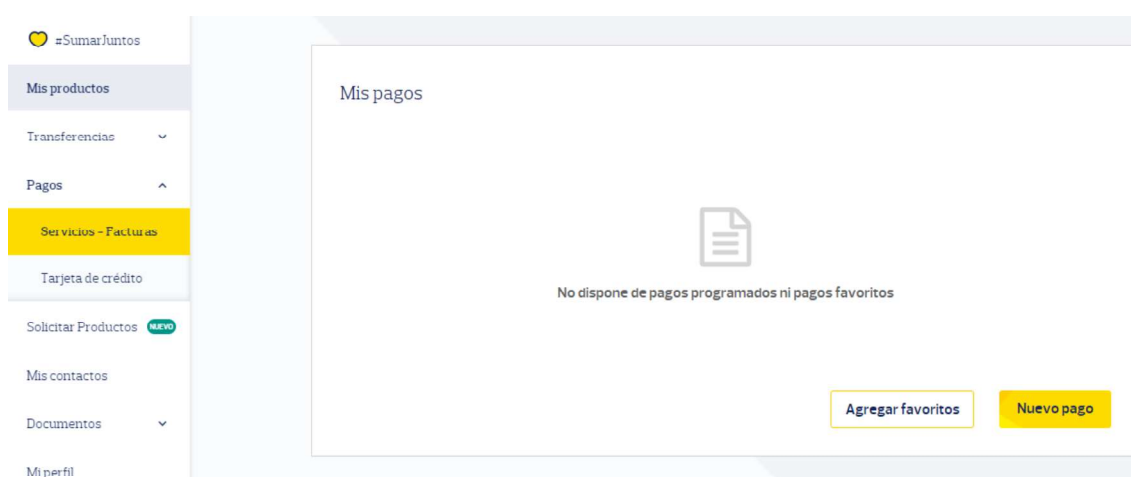 #SumarJuntos
Mis productos
Transferencias
Pagos
Servicios - Facturas
Tarjeta de crédito
Solicitar Productos NUEVO
Mis contactos
Documentos
Mi perfil
Mis pagos
No dispone de pagos programados ni pagos favoritos
Agregar favoritos
Nuevo pago